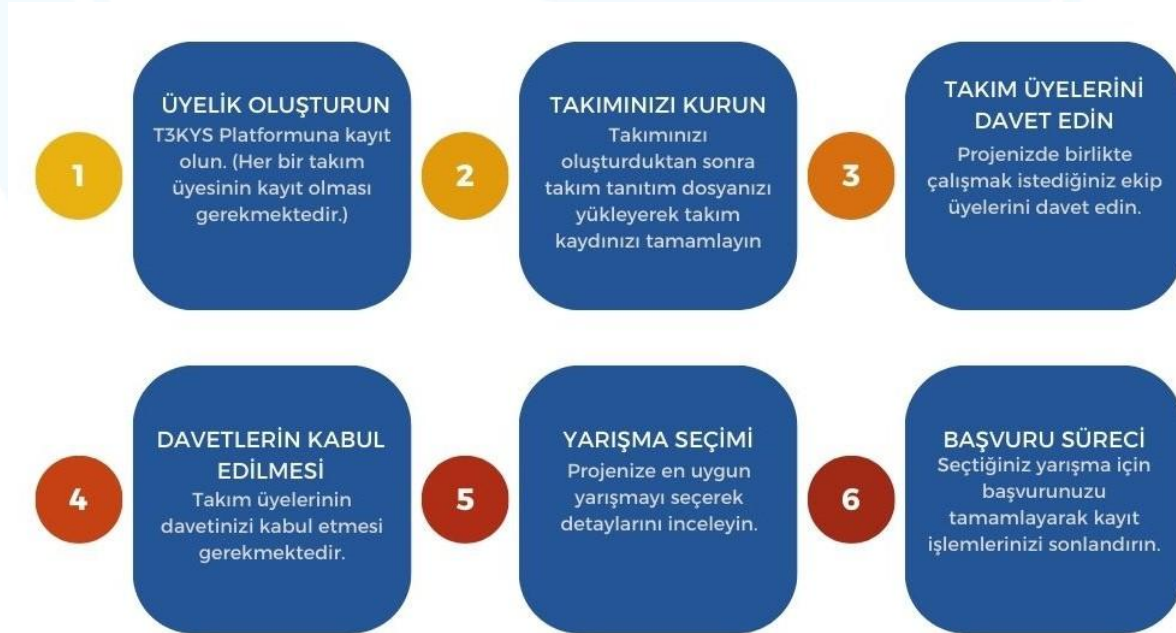 1
ÜYELİK OLUŞTURUN
T3KYS Platformuna kayıt
olun. (Her bir takım
üyesinin kayıt olması
gerekmektedir.)
2
TAKIMINIZI KURUN
Takımınızı
oluşturduktan sonra
takım tanıtım dosyanızı
yükleyerek takım
kaydınızı tamamlayın
3
TAKIM ÜYELERİNİ
DAVET EDİN
Projenizde birlikte
çalışmak istediğiniz ekip
üyelerini davet edin.
4
DAVETLERİN KABUL
EDİLMESİ
Takım üyelerinin
davetinizi kabul etmesi
gerekmektedir.
5
YARIŞMA SEÇİMİ
Projenize en uygun
yarışmayı seçerek
detaylarını inceleyin.
6
BAŞVURU SÜRECİ
Seçtiğiniz yarışma için
başvurunuzu
tamamlayarak kayıt
işlemlerinizi sonlandırın.